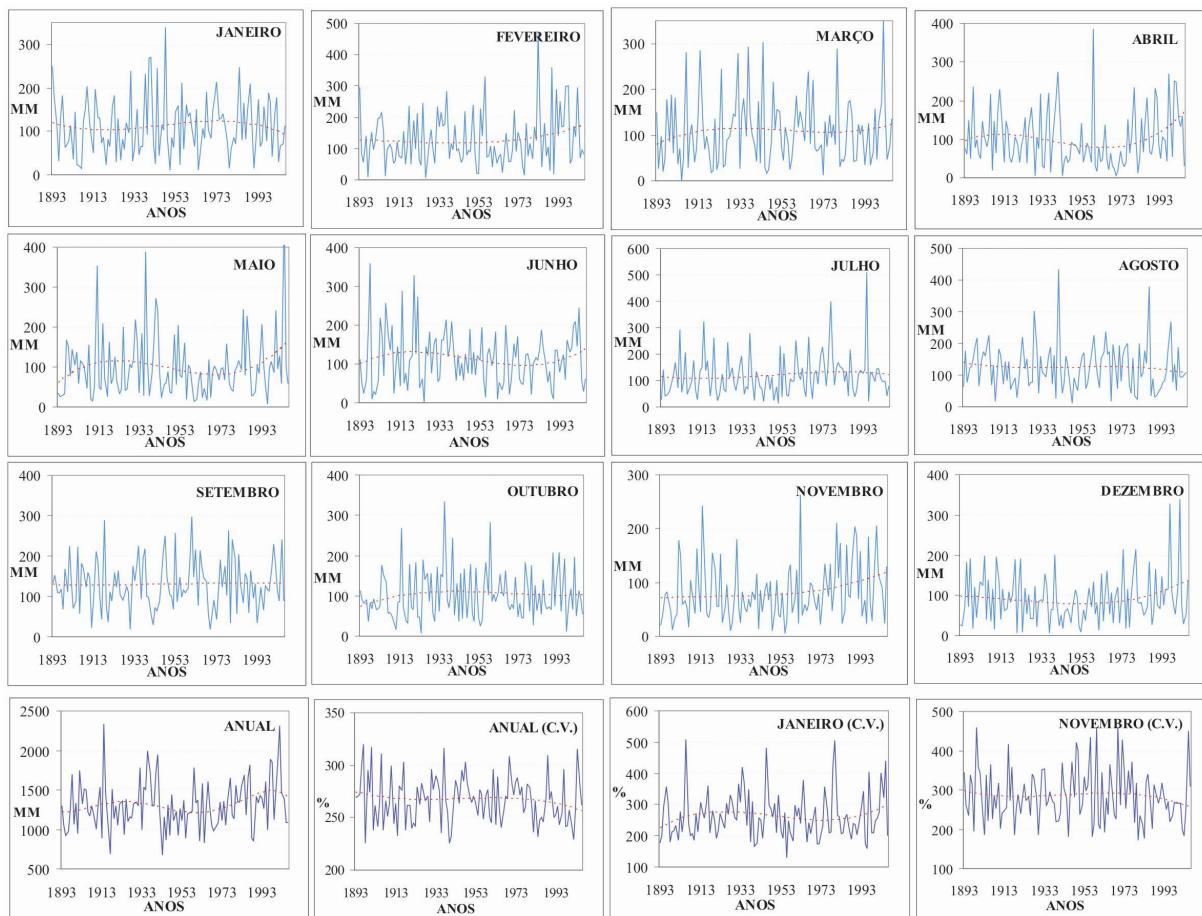 JANEIRO
300
200
MM
100
0
1893 1913 1933 1953 1973 1993
ANOS
FEVEREIRO
500
400
300
MM
200
100
0
1893 1913 1933 1953 1973 1993
ANOS
MARÇO
300
200
MM
100
0
1893 1913 1933 1953 1973 1993
ANOS
ABRIL
400
300
MM
200
100
0
1893 1913 1933 1953 1973 1993
ANOS
MAIO
400
300
200
MM
100
0
1893 1913 1933 1953 1973 1993
ANOS
JUNHO
400
300
200
MM
100
0
1893 1913 1933 1953 1973 1993
ANOS
JULHO
600
500
400
300
MM
200
100
0
1893 1913 1933 1953 1973 1993
ANOS
AGOSTO
500
400
300
MM
200
100
0
1893 1913 1933 1953 1973 1993
ANOS
SETEMBRO
400
300
200
MM
100
0
1893 1913 1933 1953 1973 1993
ANOS
OUTUBRO
400
300
200
MM
100
0
1893 1913 1933 1953 1973 1993
ANOS
NOVEMBRO
300
200
MM
100
0
1893 1913 1933 1953 1973 1993
ANOS
DEZEMBRO
400
300
200
MM
100
0
1893 1913 1933 1953 1973 1993
ANOS
ANUAL
2500
2000
1500
MM
1000
500
1893 1913 1933 1953 1973 1993
ANOS
ANUAL (C.V.)
350
300
%
250
200
1893 1913 1933 1953 1973 1993
ANOS
JANEIRO (C.V.)
600
500
400
%
300
200
100
1893 1913 1933 1953 1973 1993
ANOS
NOVEMBRO (C.V.)
500
400
%
300
200
100
1893 1913 1933 1953 1973 1993
ANOS